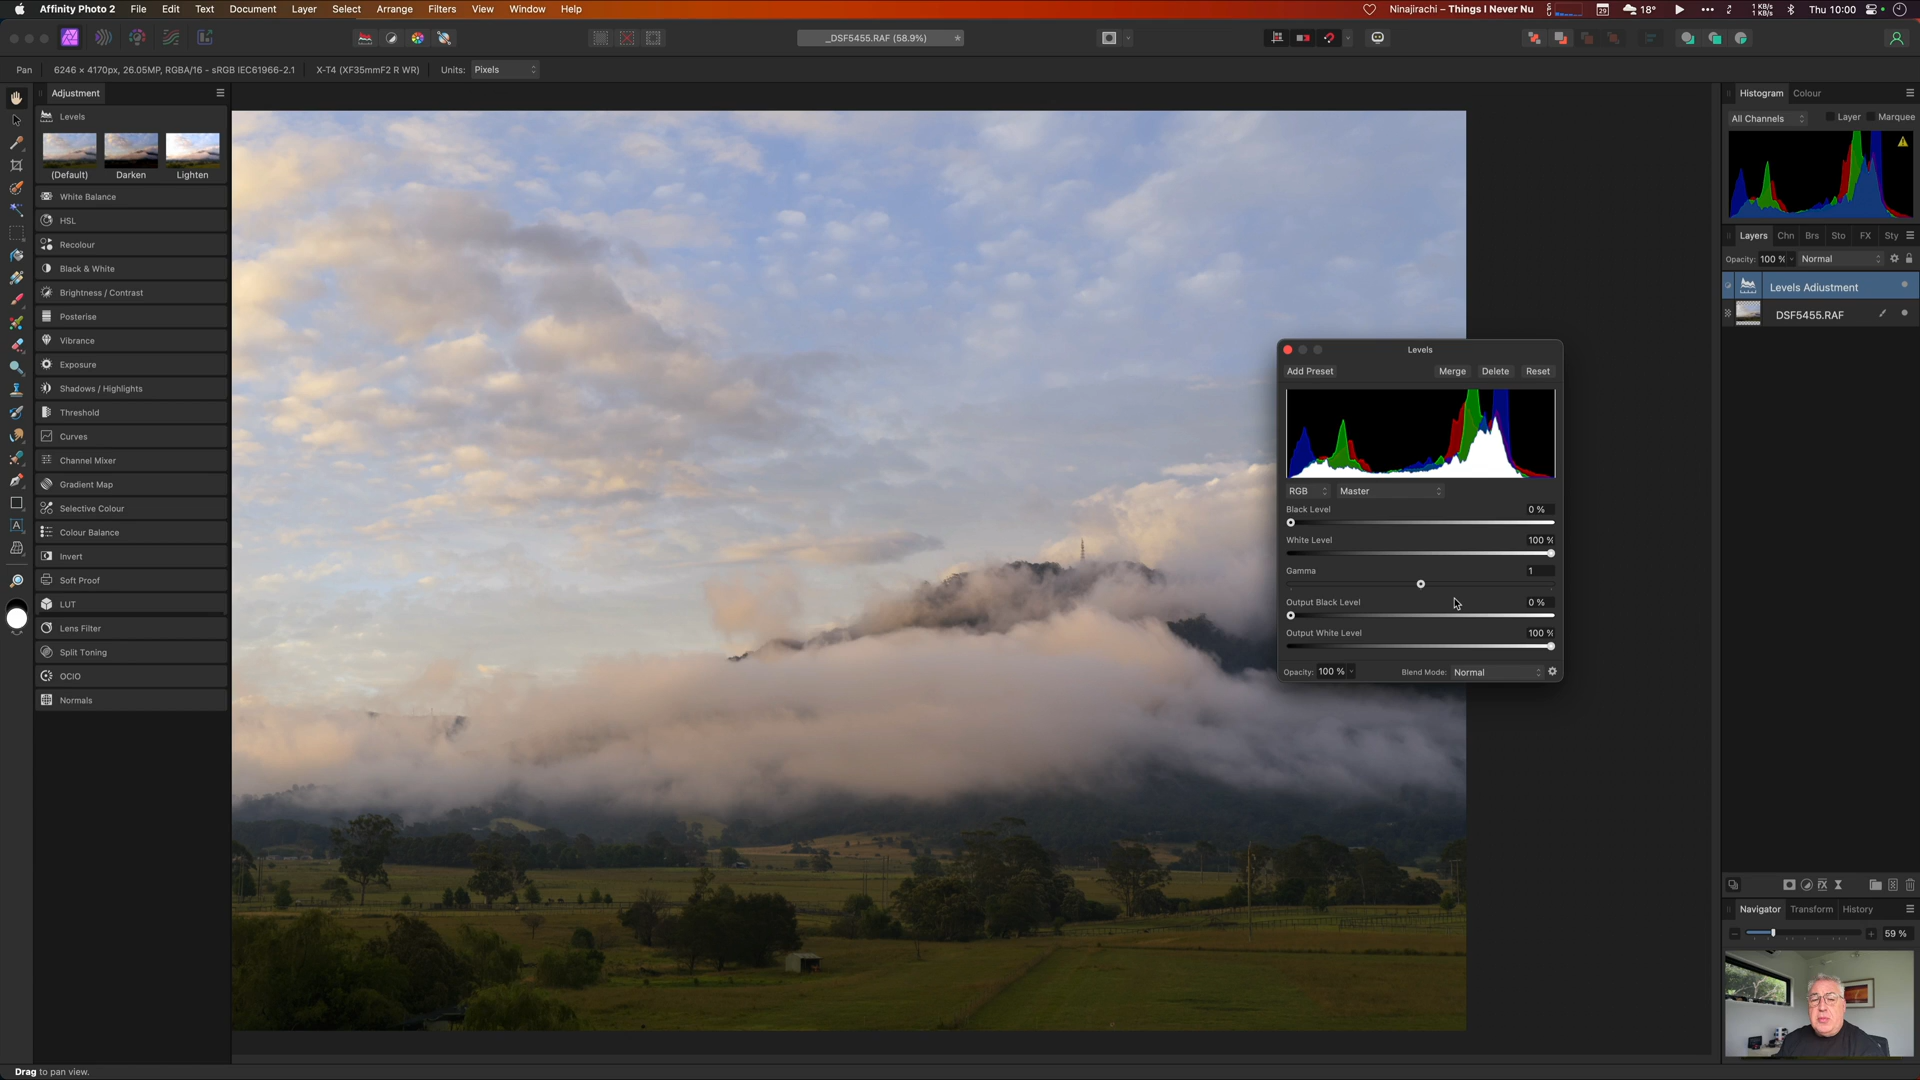 Affinity Photo 2 File Edit Text Document Layer Select Arrange Filters View Window Help
Ninajirachi – Things I Never Nu 29 18° 1 KB/s 1 KB/s Thu 10:00
_DSF5455.RAF (58.9%)
Pan 6246 × 4170px, 26.05MP, RGBA/16 - sRGB IEC61966-2.1 X-T4 (XF35mmF2 R WR) Units: Pixels
Adjustment
Levels
(Default) Darken Lighten
White Balance
HSL
Recolour
Black & White
Brightness / Contrast
Posterise
Vibrance
Exposure
Shadows / Highlights
Threshold
Curves
Channel Mixer
Gradient Map
Selective Colour
Colour Balance
Invert
Soft Proof
LUT
Lens Filter
Split Toning
OCIO
Normals
Levels
Add Preset Merge Delete Reset
RGB Master
Black Level 0 %
White Level 100 %
Gamma 1
Output Black Level 0 %
Output White Level 100 %
Opacity: 100 % Blend Mode: Normal
Histogram Colour
All Channels Layer Marquee
Layers Chn Brs Sto FX Sty
Opacity: 100 % Normal
Levels Adjustment
DSF5455.RAF
Navigator Transform History
59 %
Drag to pan view.